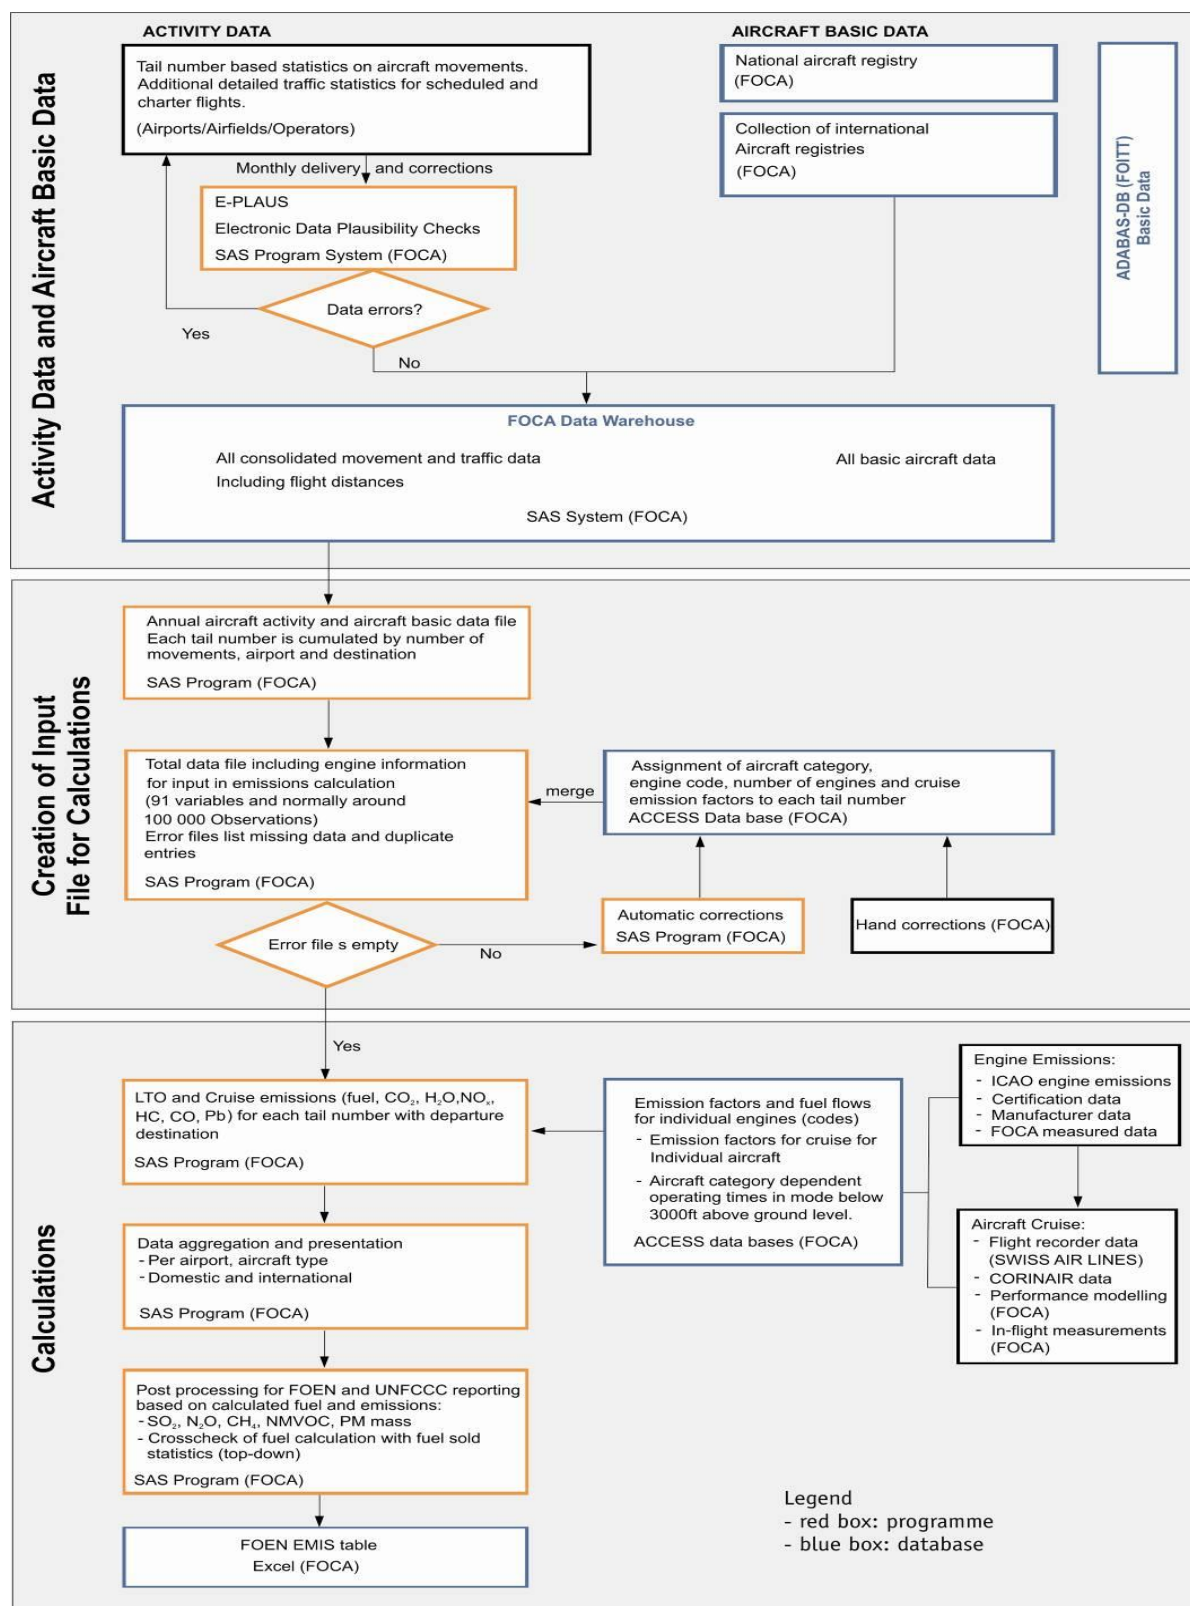 Activity Data and Aircraft Basic Data
ACTIVITY DATA
Tail number based statistics on aircraft movements.
Additional detailed traffic statistics for scheduled and
charter flights.
(Airports/Airfields/Operators)
Monthly delivery and corrections
E-PLAUS
Electronic Data Plausibility Checks
SAS Program System (FOCA)
Data errors?
Yes
No
AIRCRAFT BASIC DATA
National aircraft registry
(FOCA)
Collection of international
Aircraft registries
(FOCA)
ADABAS-DB (FOITT)
Basic Data
FOCA Data Warehouse
All consolidated movement and traffic data
Including flight distances
All basic aircraft data
SAS System (FOCA)
Creation of Input
File for Calculations
Annual aircraft activity and aircraft basic data file
Each tail number is cumulated by number of
movements, airport and destination
SAS Program (FOCA)
Total data file including engine information
for input in emissions calculation
(91 variables and normally around
100 000 Observations)
Error files list missing data and duplicate
entries
SAS Program (FOCA)
merge
Assignment of aircraft category,
engine code, number of engines and cruise
emission factors to each tail number
ACCESS Data base (FOCA)
Error file s empty
No
Automatic corrections
SAS Program (FOCA)
Hand corrections (FOCA)
Yes
Calculations
LTO and Cruise emissions (fuel, CO₂, H₂O,NOₓ,
HC, CO, Pb) for each tail number with departure
destination
SAS Program (FOCA)
Data aggregation and presentation
- Per airport, aircraft type
- Domestic and international
SAS Program (FOCA)
Post processing for FOEN and UNFCCC reporting
based on calculated fuel and emissions:
- SO₂, N₂O, CH₄, NMVOC, PM mass
- Crosscheck of fuel calculation with fuel sold
statistics (top-down)
SAS Program (FOCA)
FOEN EMIS table
Excel (FOCA)
Emission factors and fuel flows
for individual engines (codes)
- Emission factors for cruise for
Individual aircraft
- Aircraft category dependent
operating times in mode below
3000ft above ground level.
ACCESS data bases (FOCA)
Engine Emissions:
- ICAO engine emissions
- Certification data
- Manufacturer data
- FOCA measured data
Aircraft Cruise:
- Flight recorder data
(SWISS AIR LINES)
- CORINAIR data
- Performance modelling
(FOCA)
- In-flight measurements
(FOCA)
Legend
- red box: programme
- blue box: database